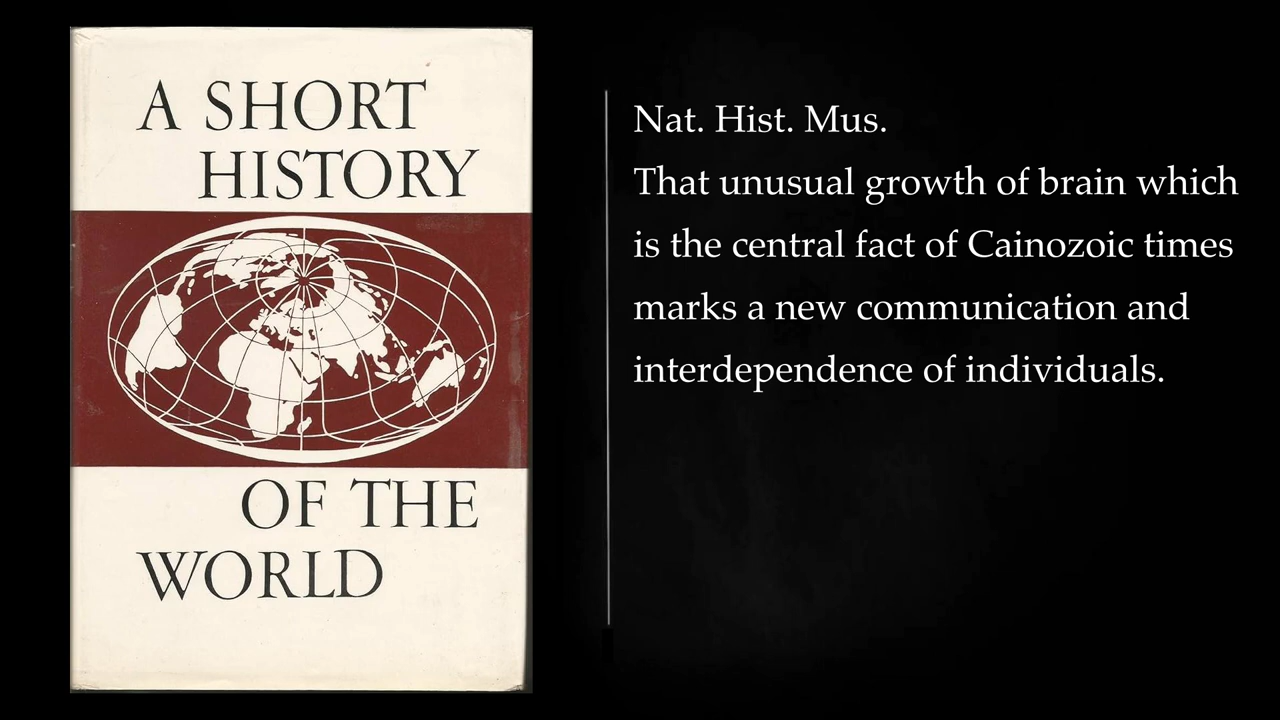 A SHORT
HISTORY
OF THE
WORLD
Nat. Hist. Mus.
That unusual growth of brain which
is the central fact of Cainozoic times
marks a new communication and
interdependence of individuals.